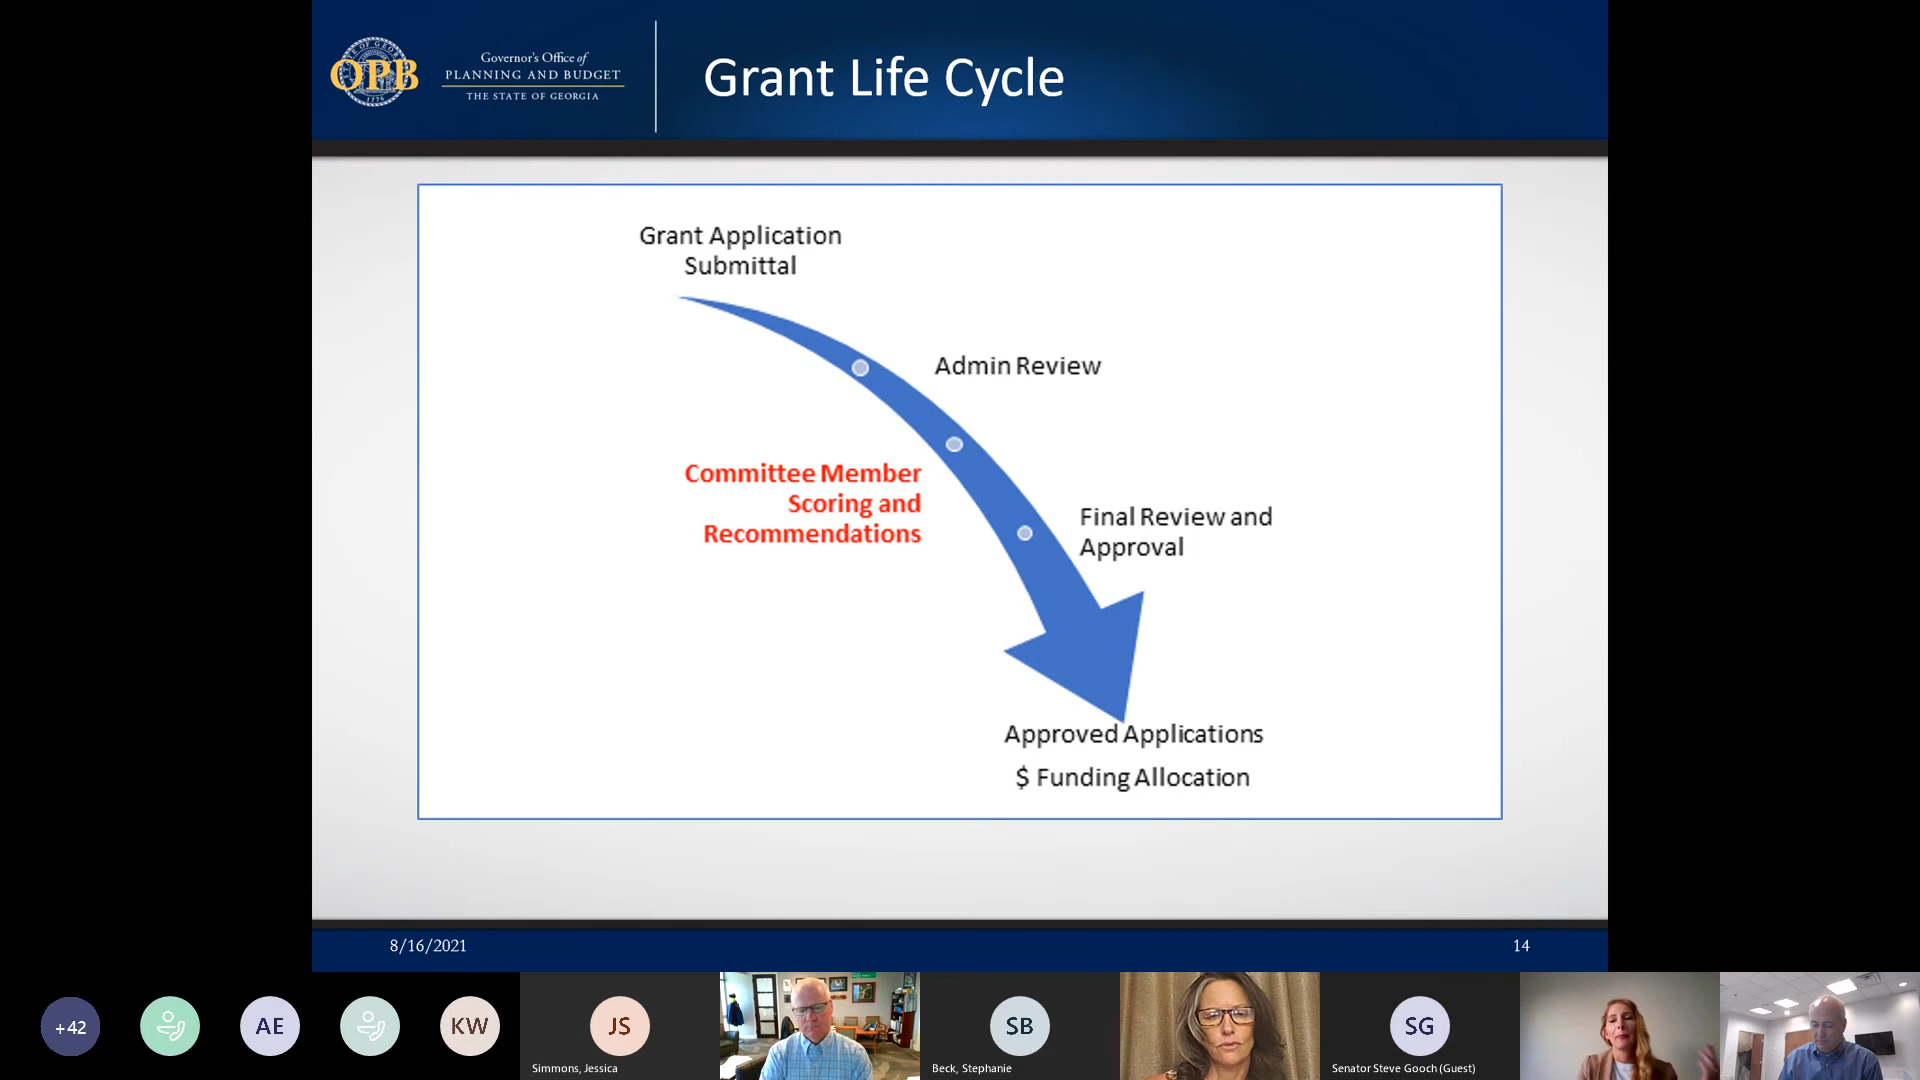 OPB
1776
Governor's Office of
PLANNING AND BUDGET
THE STATE OF GEORGIA
Grant Life Cycle
Grant Application
Submittal
Admin Review
Committee Member
Scoring and
Recommendations
Final Review and
Approval
Approved Applications
$ Funding Allocation
8/16/2021
14
+42
AE
KW
JS
Simmons, Jessica
SB
Beck, Stephanie
SG
Senator Steve Gooch (Guest)